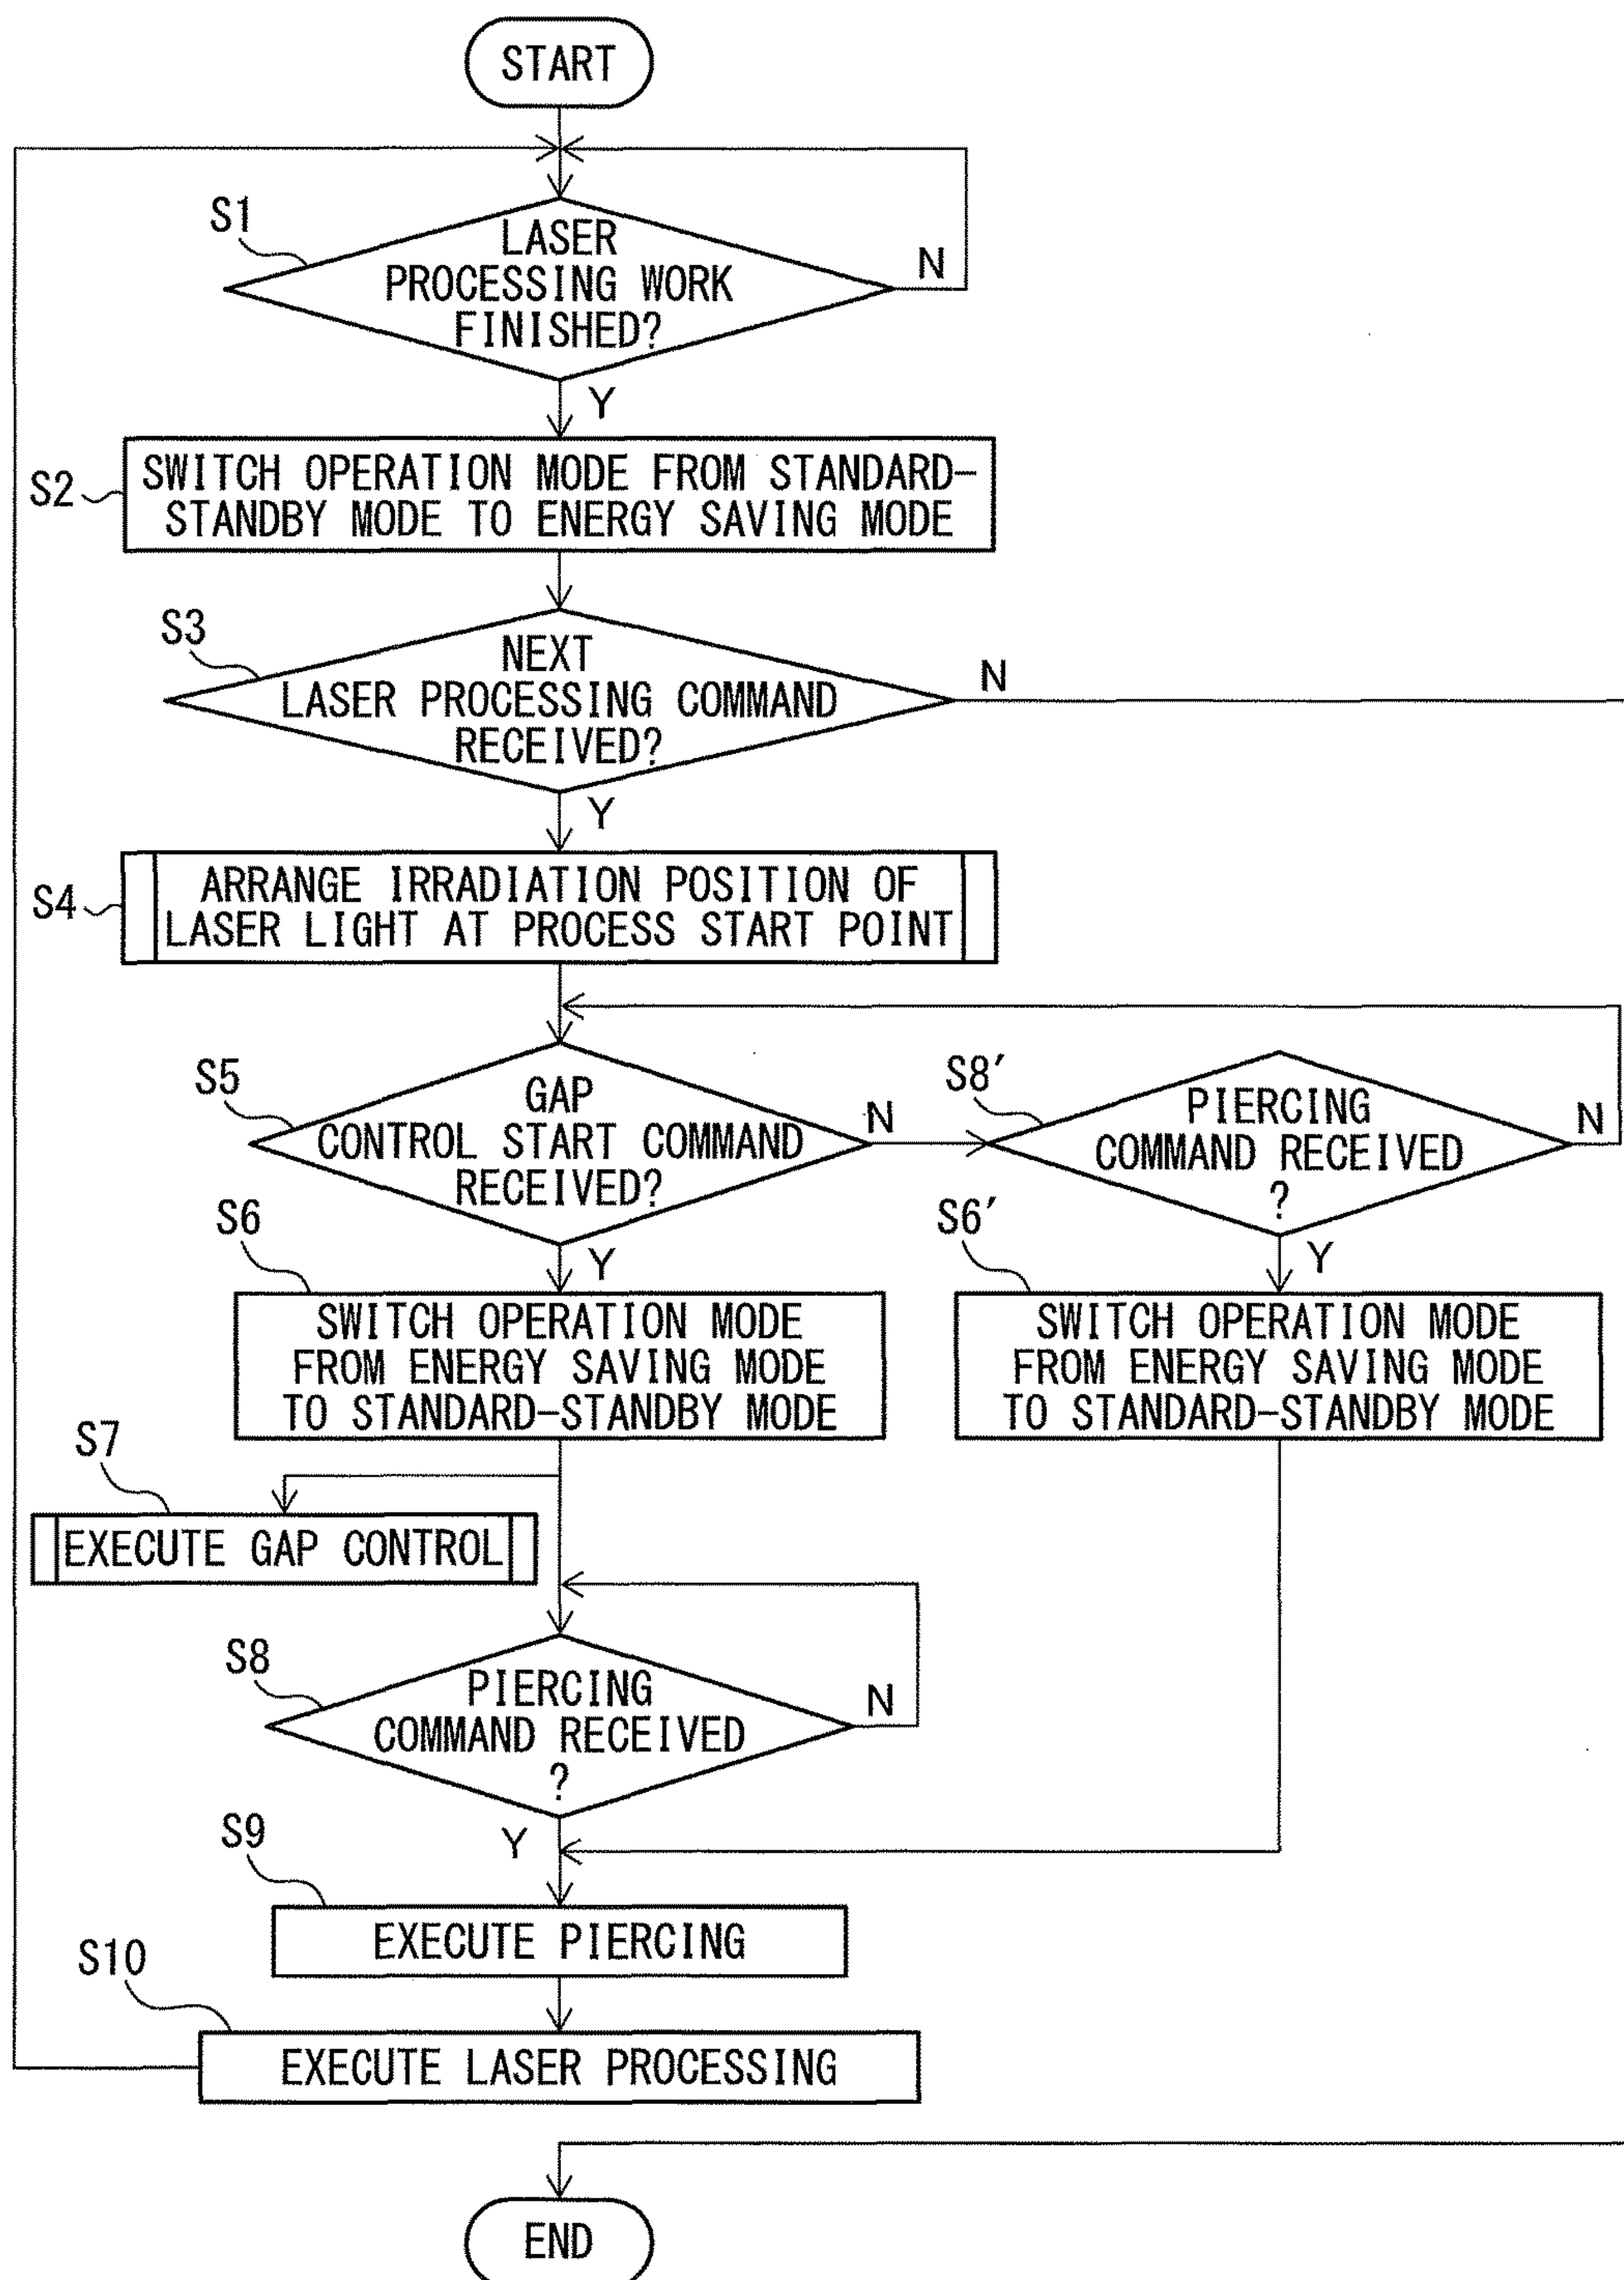 START
S1
LASER
PROCESSING WORK
FINISHED?
N
Y
S2
SWITCH OPERATION MODE FROM STANDARD-
STANDBY MODE TO ENERGY SAVING MODE
S3
NEXT
LASER PROCESSING COMMAND
RECEIVED?
N
Y
S4
ARRANGE IRRADIATION POSITION OF
LASER LIGHT AT PROCESS START POINT
S5
GAP
CONTROL START COMMAND
RECEIVED?
N
Y
S8'
PIERCING
COMMAND RECEIVED
?
N
Y
S6
SWITCH OPERATION MODE
FROM ENERGY SAVING MODE
TO STANDARD-STANDBY MODE
S6'
SWITCH OPERATION MODE
FROM ENERGY SAVING MODE
TO STANDARD-STANDBY MODE
S7
EXECUTE GAP CONTROL
S8
PIERCING
COMMAND RECEIVED
?
N
Y
S9
EXECUTE PIERCING
S10
EXECUTE LASER PROCESSING
END